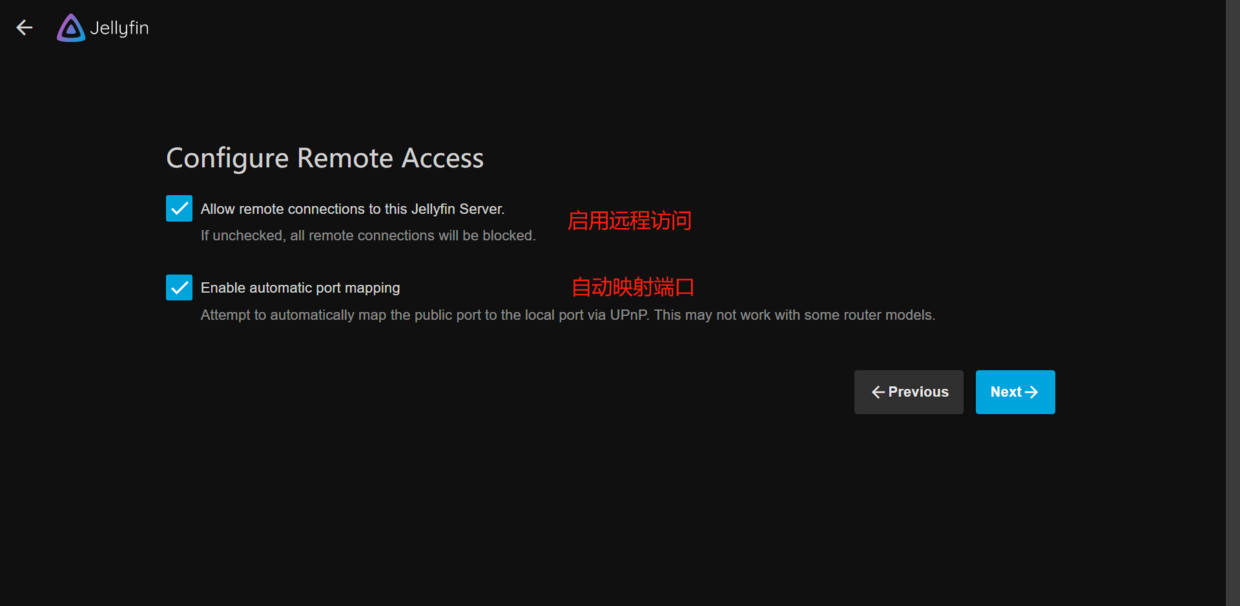 Jellyfin
Configure Remote Access
Allow remote connections to this Jellyfin Server.
启用远程访问
If unchecked, all remote connections will be blocked.
Enable automatic port mapping
自动映射端口
Attempt to automatically map the public port to the local port via UPnP. This may not work with some router models.
Previous
Next